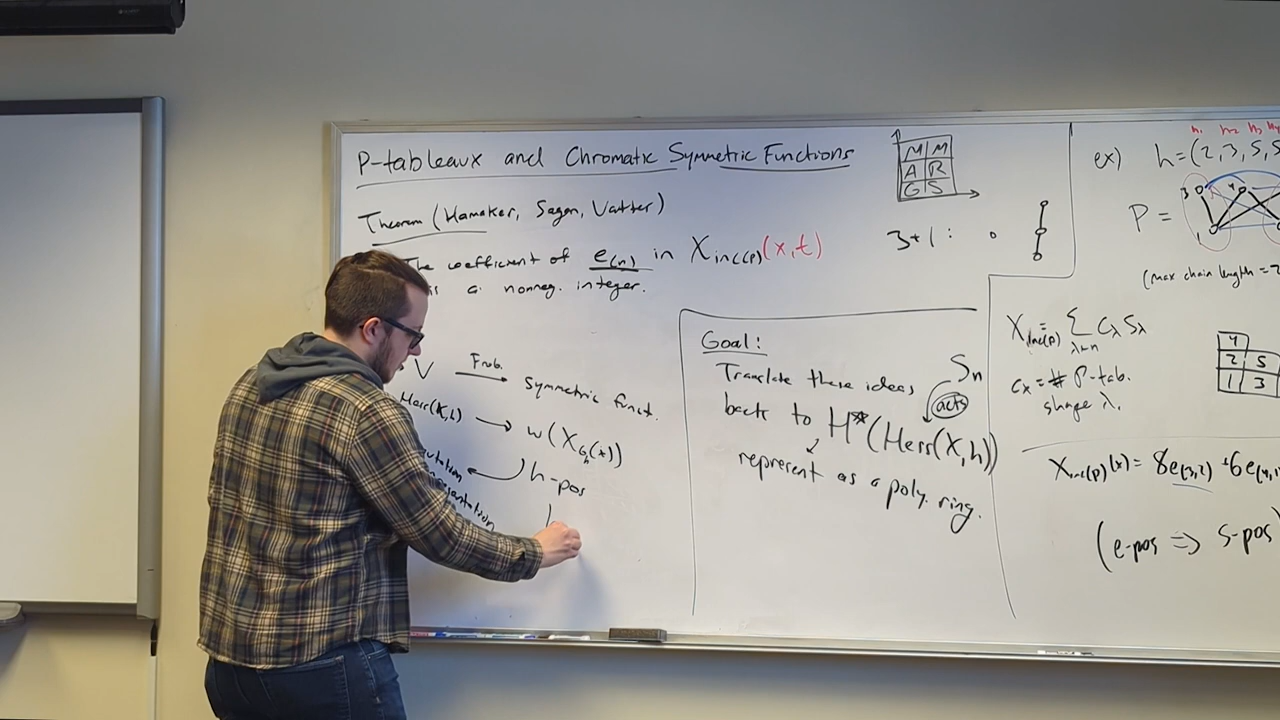 P-tableaux and Chromatic Symmetric Functions
Theorem (Hamaker, Sagan, Vatter)
The coefficient of e(n) in Xinc(P)(x,t)
is a nonneg. integer.
V Frob. Symmetric funct.
Hess(X,h) → w(XGh(t))
h-pos
M M
A R
G S
3+1:
Goal:
Translate these ideas
back to H*(Hess(X,h))
Sn
acts
represent as a poly. ring.
ex) h=(2,3,5,5
P =
(max chain length = 2
Xinc(P) = Σ cλ sλ
λ⊢n
cλ = # P-tab.
shape λ.
4
2 5
1 3
Xinc(P)(x) = 8e(3,2) + 6e(4,1
(e-pos ⇒ s-pos)